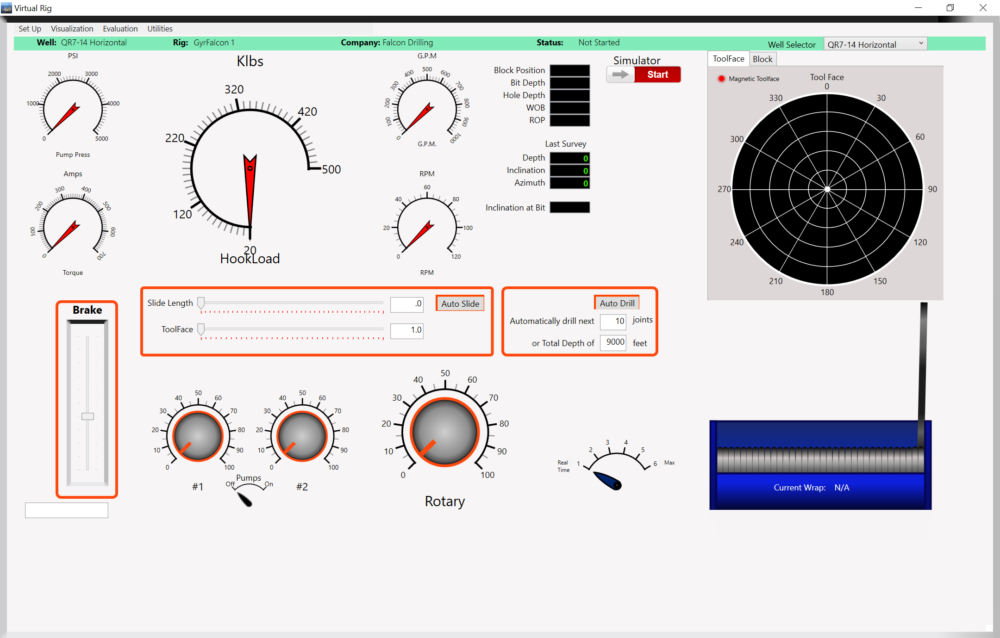 Virtual Rig
Set Up Visualization Evaluation Utilities
Well: QR7-14 Horizontal Rig: GyrFalcon 1 Company: Falcon Drilling Status: Not Started Well Selector QR7-14 Horizontal
PSI
0 1000 2000 3000 4000 5000
Pump Press
Amps
0 100 200 300 400 500 600 700
Torque
Klbs
20 120 220 320 420 500
HookLoad
G.P.M
0 100 200 300 400 500 600 700 800 900 1000
G.P.M.
RPM
0 20 40 60 80 100 120
RPM
Block Position
Bit Depth
Hole Depth
WOB
ROP
Last Survey
Depth 0
Inclination 0
Azimuth 0
Inclination at Bit
Simulator
Start
ToolFace Block
Magnetic Toolface
Tool Face
0 30 60 90 120 150 180 210 240 270 300 330
Brake
Slide Length .0 Auto Slide
ToolFace 1.0
Auto Drill
Automatically drill next 10 joints
or Total Depth of 9000 feet
0 10 20 30 40 50 60 70 80 90 100
#1
0 10 20 30 40 50 60 70 80 90 100
#2
Pumps
Off On
0 10 20 30 40 50 60 70 80 90 100
Rotary
Real
Time
1 2 3 4 5 6 Max
Current Wrap: N/A